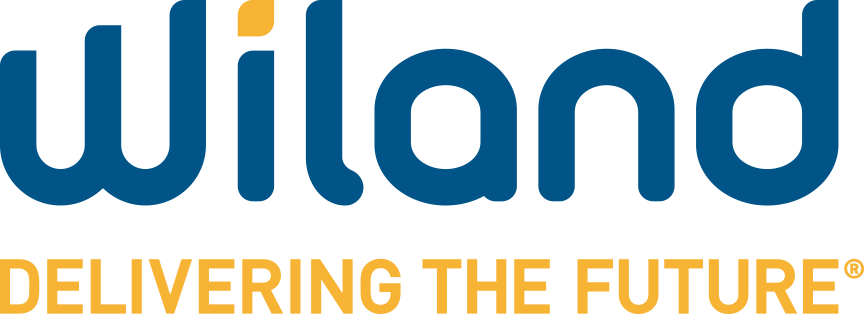 Wiland
DELIVERING THE FUTURE®